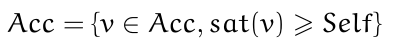 Acc = {v ∈ Acc, sat(v) ⩾ Self}